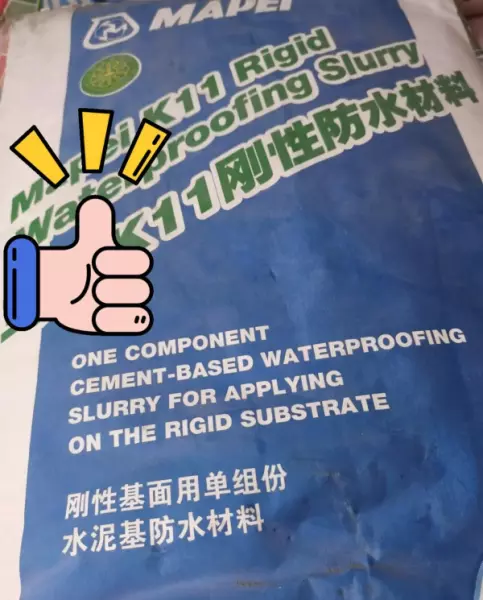 MAPEI
Mapei K11 Rigid
Waterproofing Slurry
K11刚性防水材料
ONE COMPONENT
CEMENT-BASED WATERPROOFING
SLURRY FOR APPLYING
ON THE RIGID SUBSTRATE
刚性基面用单组份
水泥基防水材料